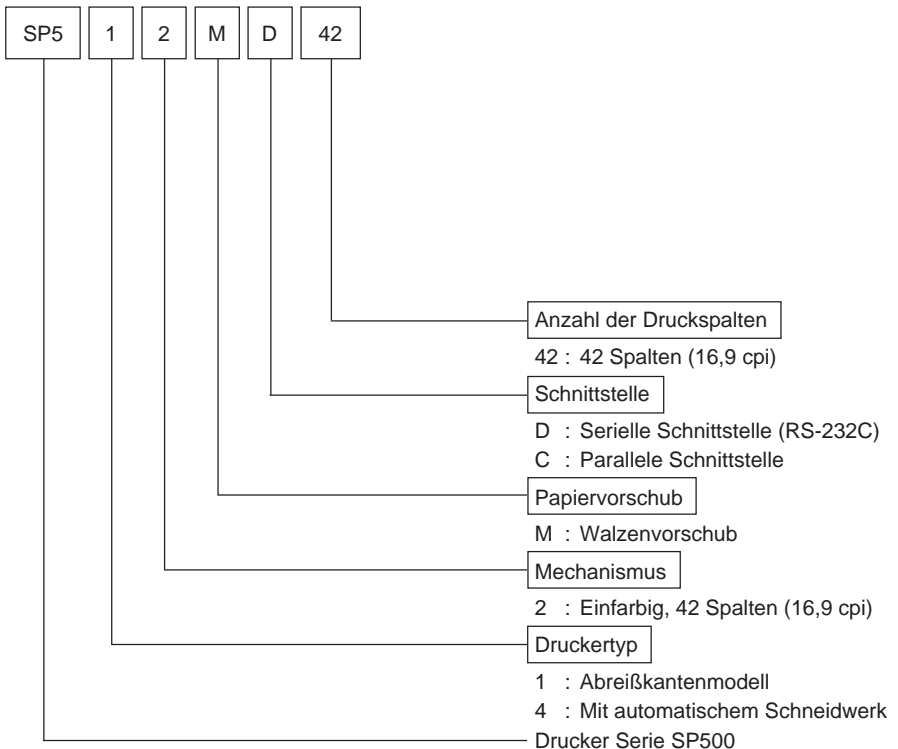 SP5 1 2 M D 42
Anzahl der Druckspalten
42 : 42 Spalten (16,9 cpi)
Schnittstelle
D : Serielle Schnittstelle (RS-232C)
C : Parallele Schnittstelle
Papiervorschub
M : Walzenvorschub
Mechanismus
2 : Einfarbig, 42 Spalten (16,9 cpi)
Druckertyp
1 : Abreißkantenmodell
4 : Mit automatischem Schneidwerk
Drucker Serie SP500